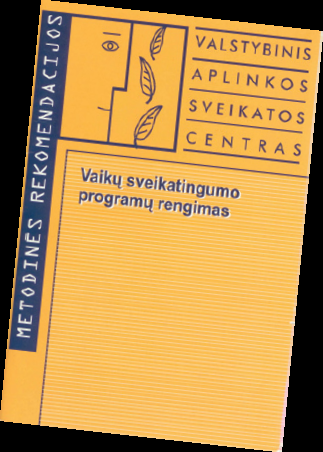 METODINĖS REKOMENDACIJOS
VALSTYBINIS
APLINKOS
SVEIKATOS
CENTRAS
Vaikų sveikatingumo
programų rengimas